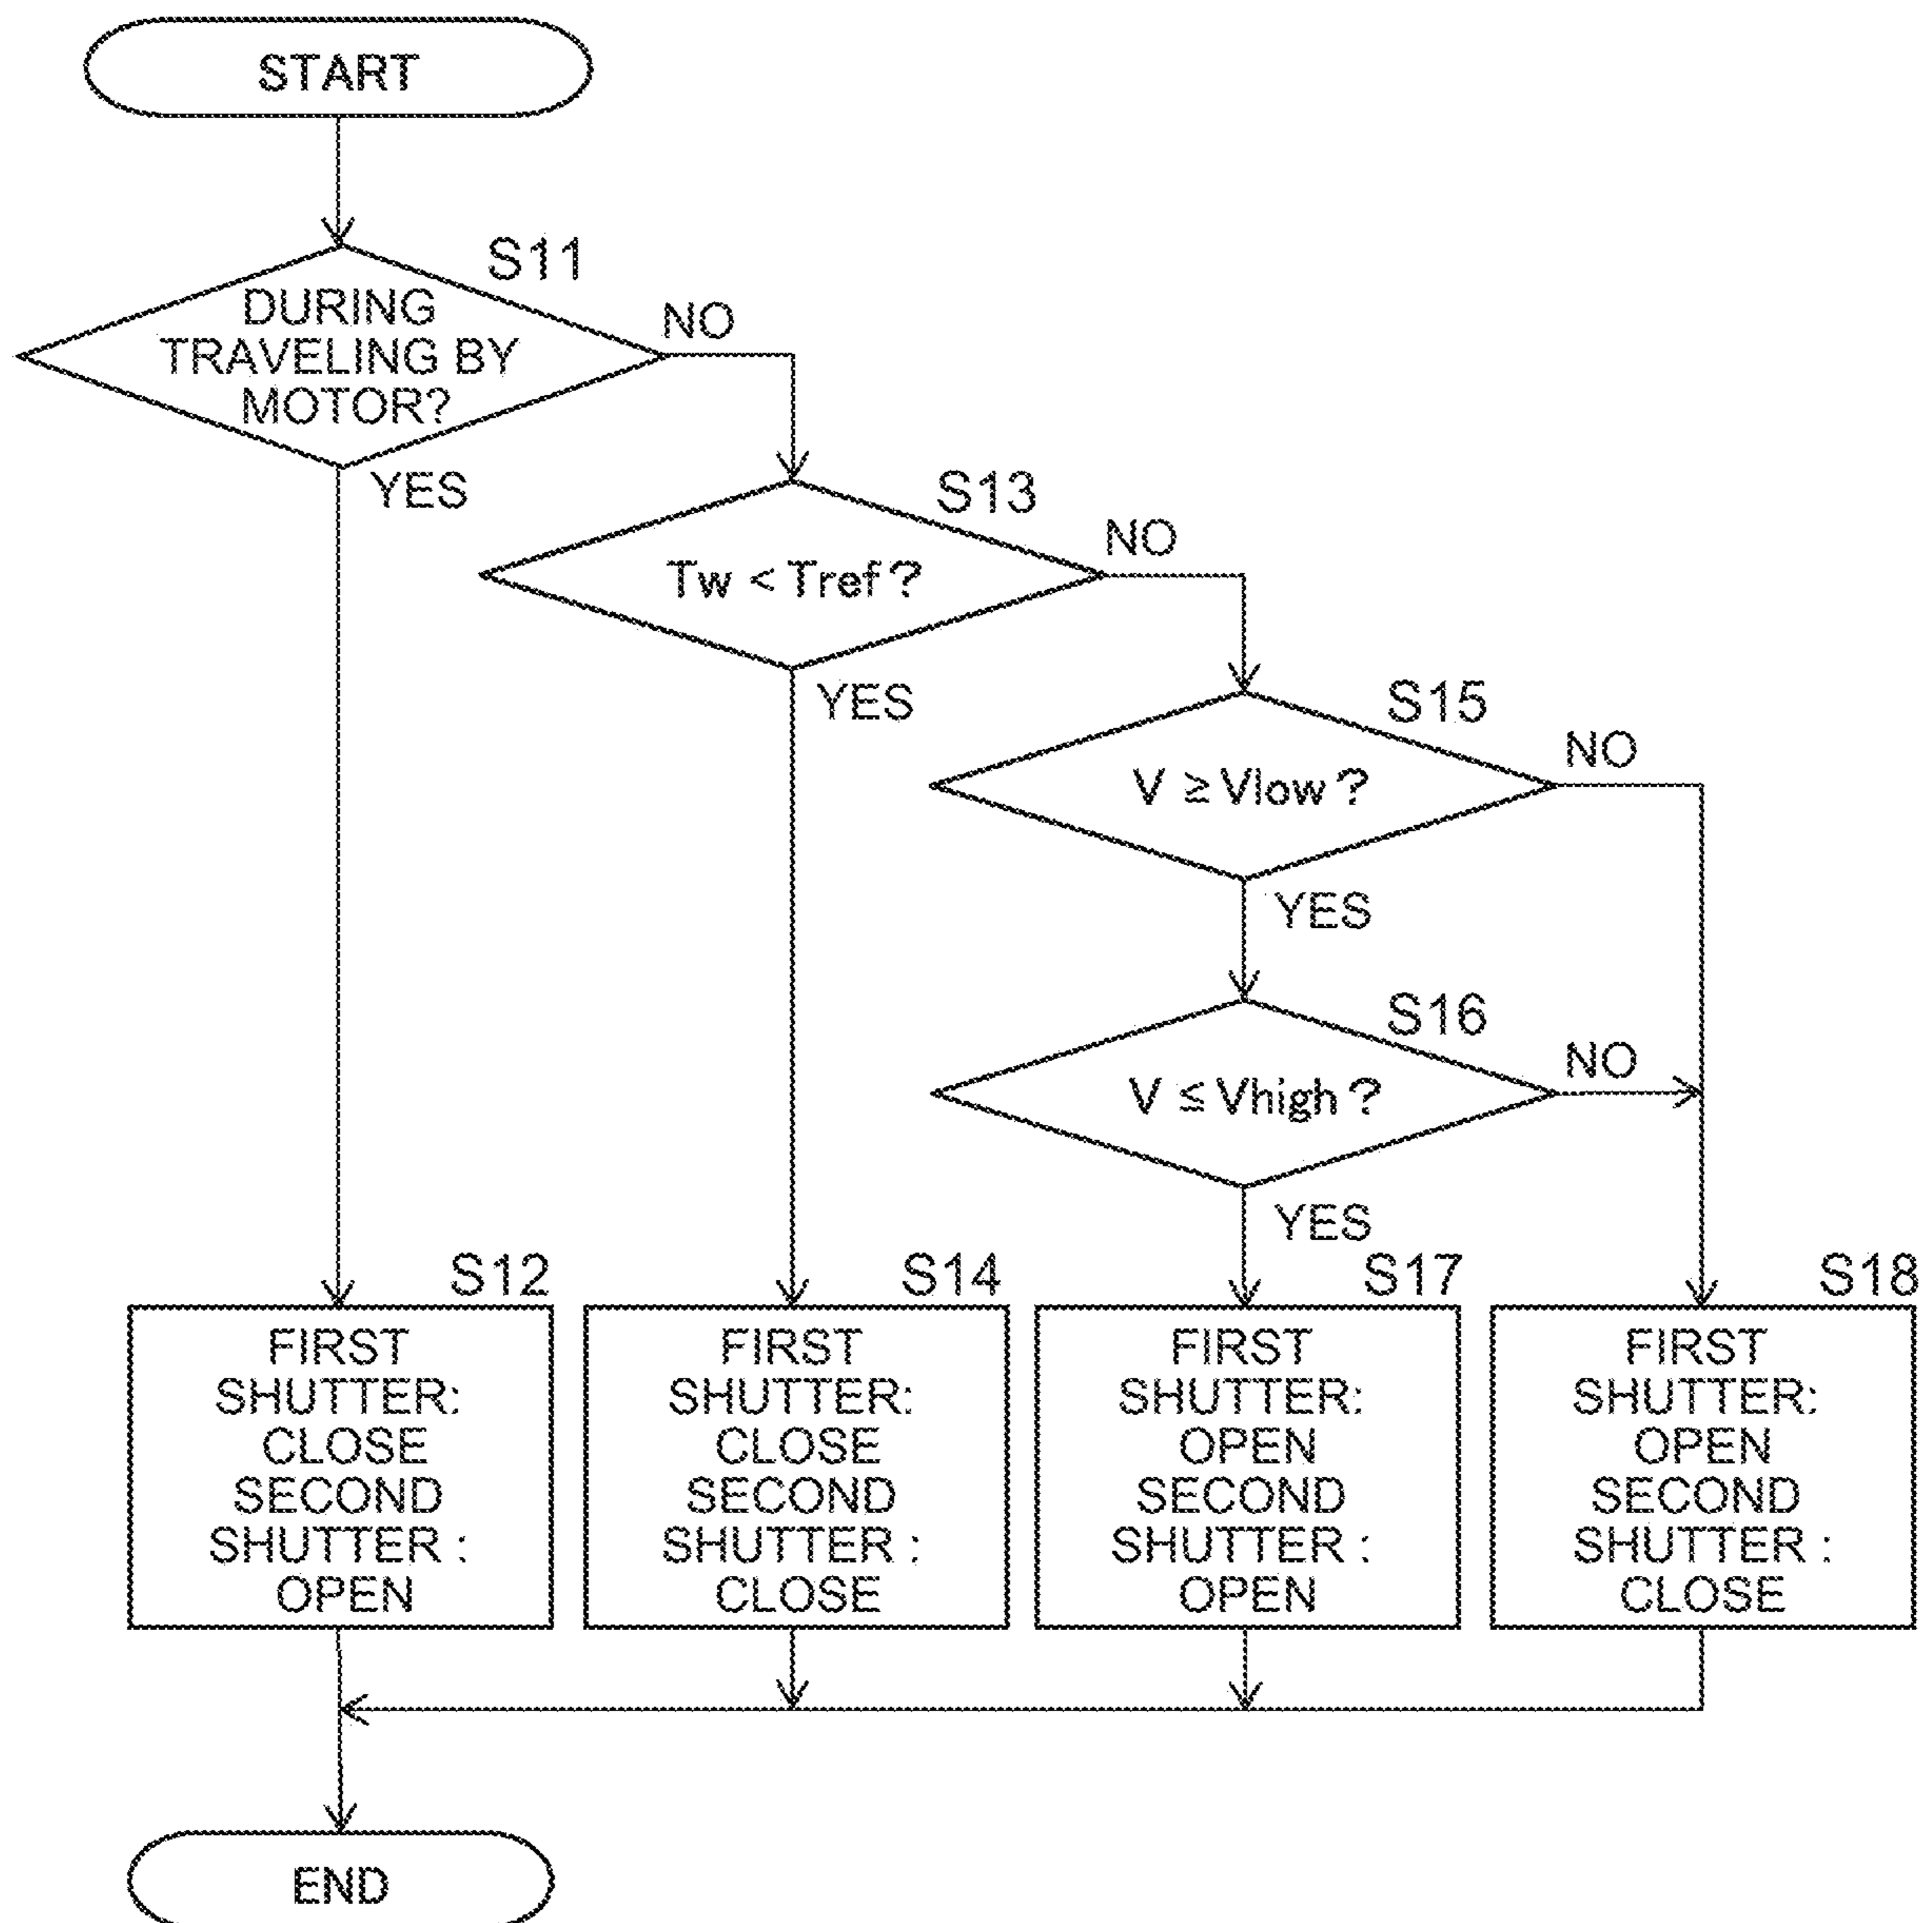 START
S11
DURING
TRAVELING BY
MOTOR?
NO
YES
S13
Tw < Tref ?
NO
YES
S15
V ≥ Vlow ?
NO
YES
S16
V ≤ Vhigh ?
NO
YES
S12
FIRST
SHUTTER:
CLOSE
SECOND
SHUTTER :
OPEN
S14
FIRST
SHUTTER:
CLOSE
SECOND
SHUTTER :
CLOSE
S17
FIRST
SHUTTER:
OPEN
SECOND
SHUTTER :
OPEN
S18
FIRST
SHUTTER:
OPEN
SECOND
SHUTTER :
CLOSE
END